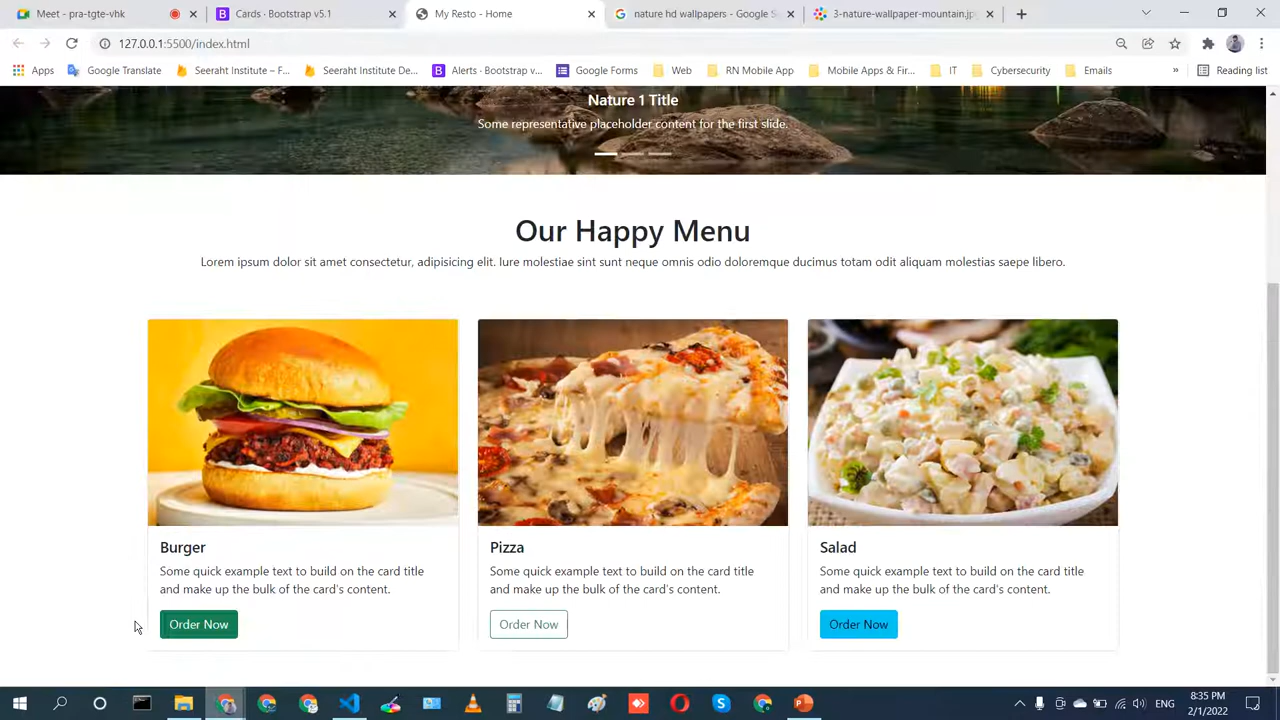 Meet - pra-tgte-vhk
Cards · Bootstrap v5.1
My Resto - Home
nature hd wallpapers - Google S
3-nature-wallpaper-mountain.jp
127.0.0.1:5500/index.html
Apps
Google Translate
Seeraht Institute – F...
Seeraht Institute De...
Alerts · Bootstrap v...
Google Forms
Web
RN Mobile App
Mobile Apps & Fir...
IT
Cybersecurity
Emails
»
Reading list
Nature 1 Title
Some representative placeholder content for the first slide.
Our Happy Menu
Lorem ipsum dolor sit amet consectetur, adipisicing elit. Iure molestiae sint sunt neque omnis odio doloremque ducimus totam odit aliquam molestias saepe libero.
Burger
Some quick example text to build on the card title
and make up the bulk of the card's content.
Order Now
Pizza
Some quick example text to build on the card title
and make up the bulk of the card's content.
Order Now
Salad
Some quick example text to build on the card title
and make up the bulk of the card's content.
Order Now
8:35 PM
2/1/2022